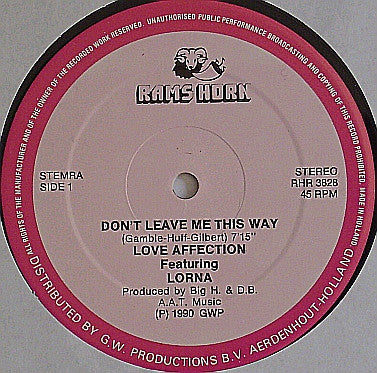 ALL RIGHTS OF THE MANUFACTURER AND OF THE OWNER OF THE RECORDED WORK RESERVED. UNAUTHORISED PUBLIC PERFORMANCE BROADCASTING AND COPYING OF THIS RECORD PROHIBITED. MADE IN HOLLAND
RAMS HORN
STEMRA
SIDE 1
STEREO
RHR 3828
45 RPM
DON'T LEAVE ME THIS WAY
(Gamble-Huff-Gilbert) 7'15"
LOVE AFFECTION
Featuring
LORNA
Produced by Big H. & D.B.
A.A.T. Music
(P) 1990 GWP
DISTRIBUTED BY G.W. PRODUCTIONS B.V. AERDENHOUT-HOLLAND